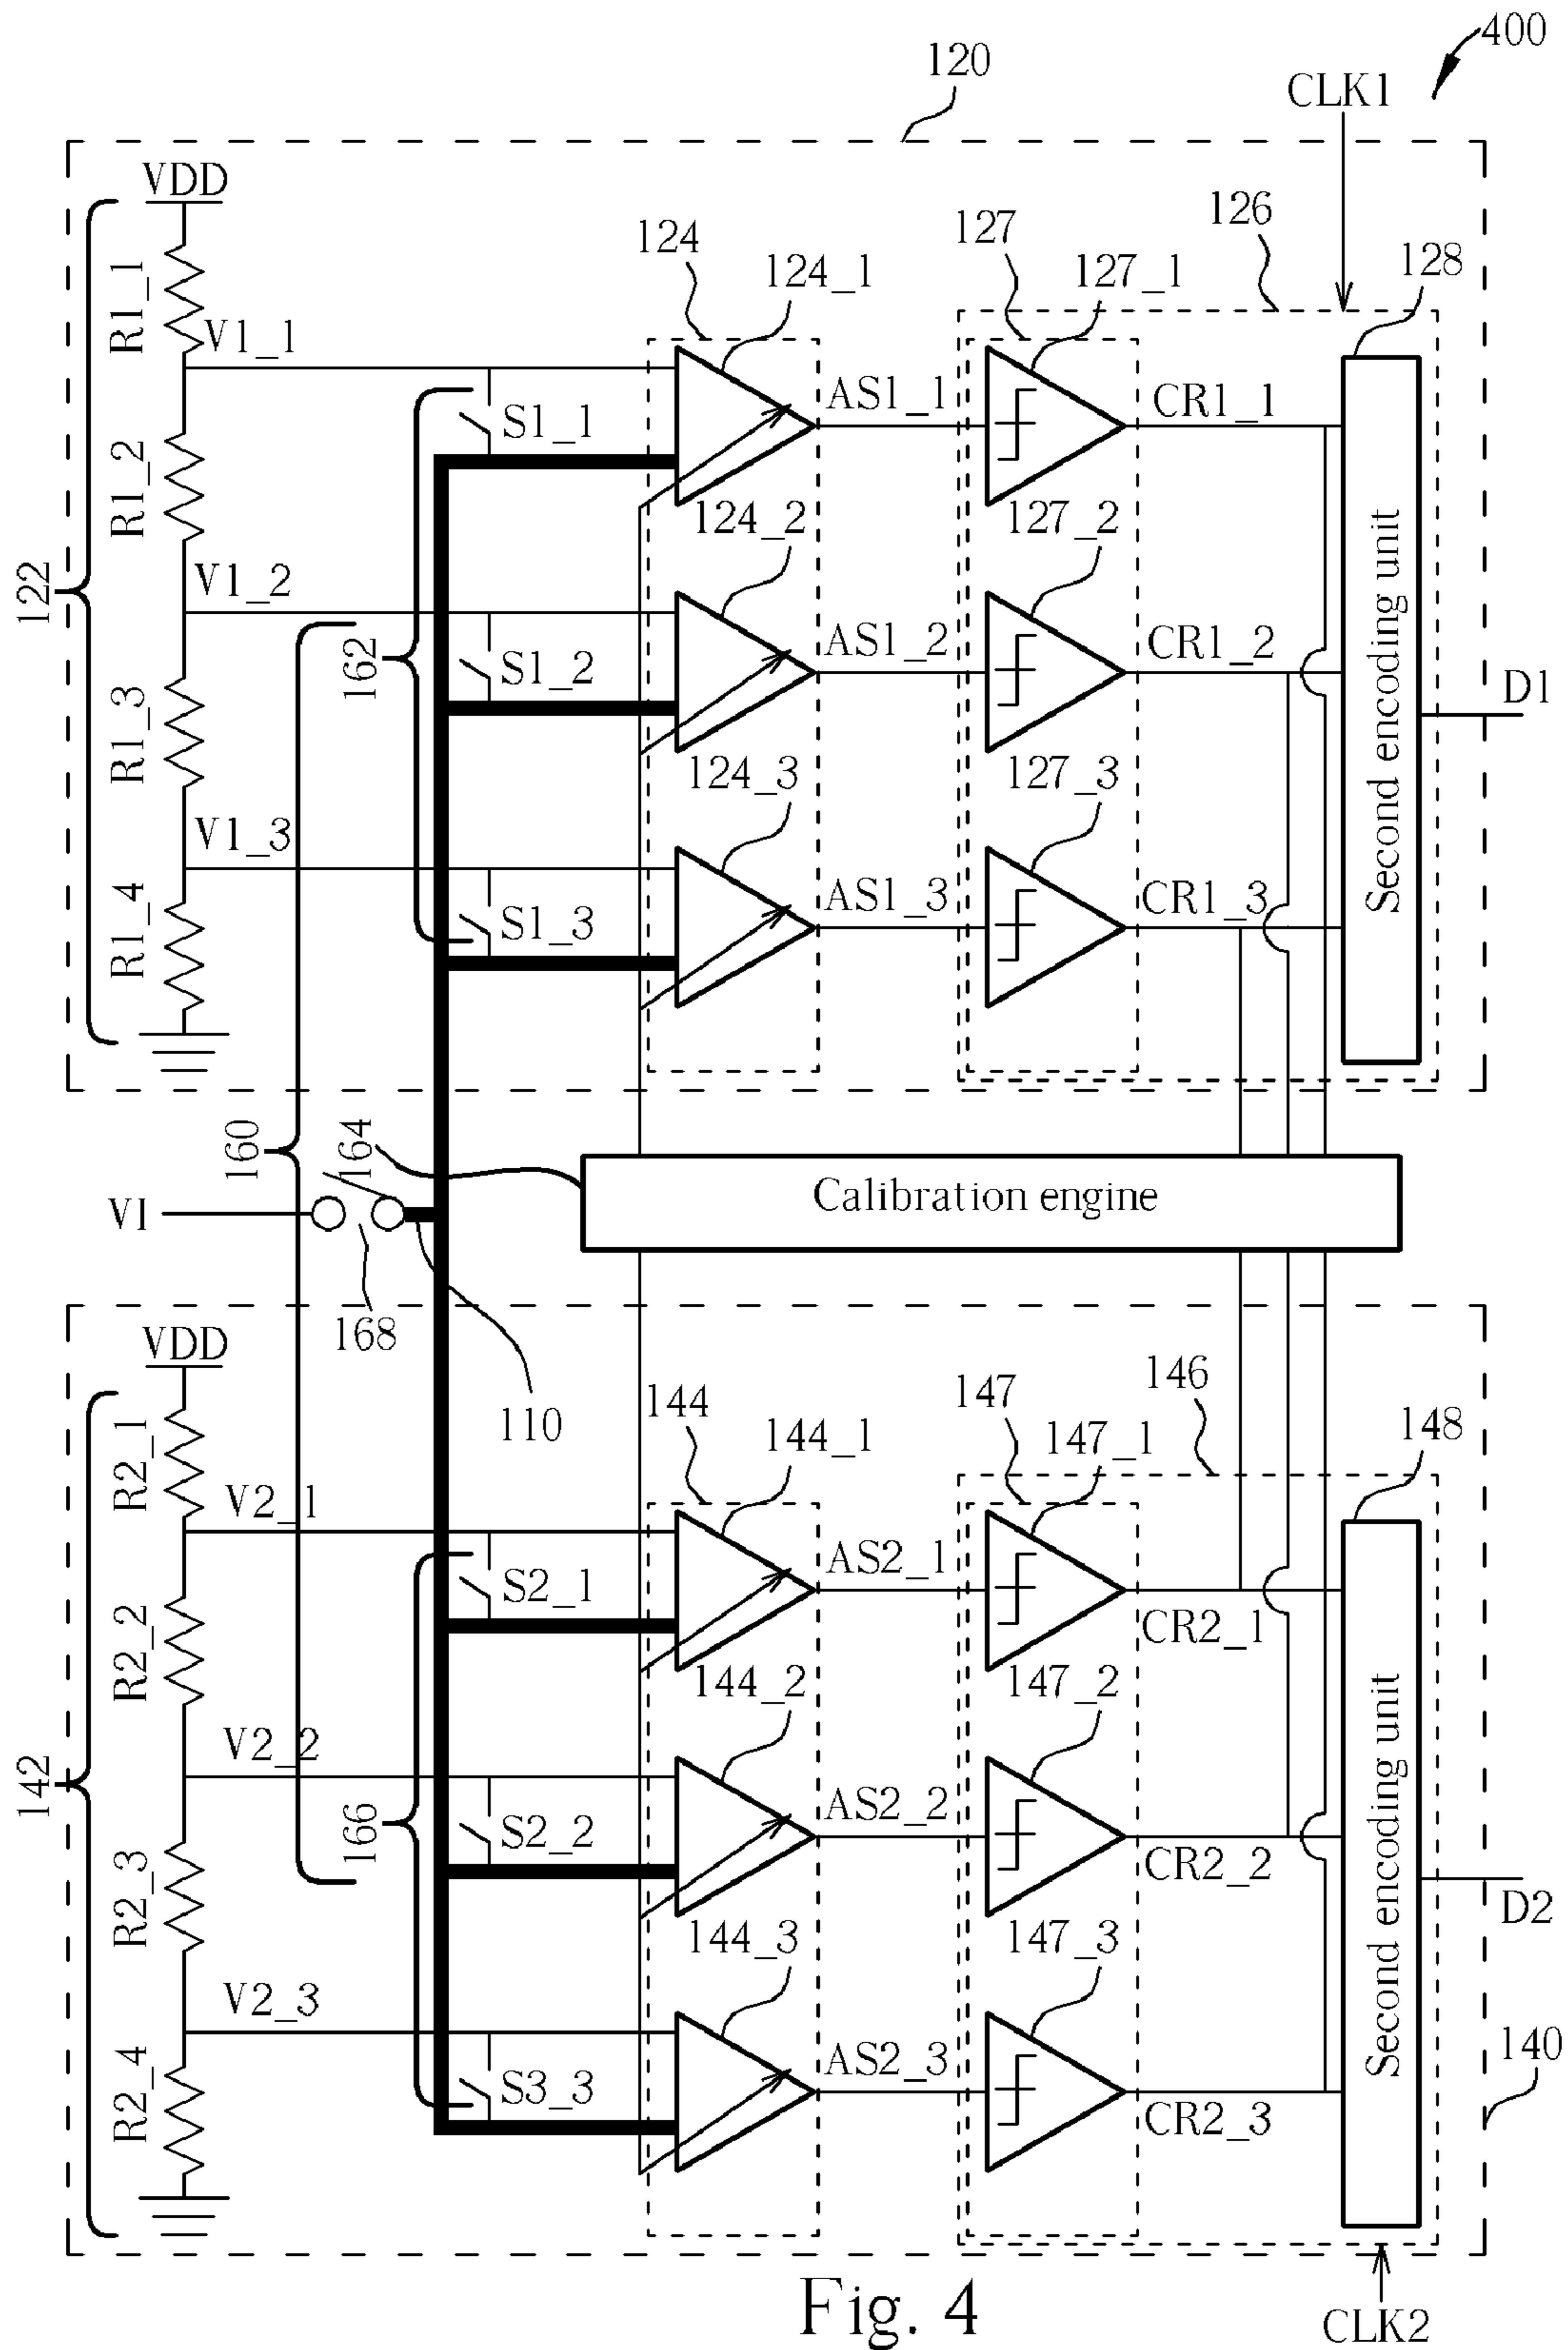 400
120
CLK1
VDD
126
124
127
128
124_1
127_1
R1_1
V1_1
AS1_1
CR1_1
S1_1
R1_2
124_2
127_2
122
V1_2
162
AS1_2
CR1_2
S1_2
Second encoding unit
D1
R1_3
124_3
127_3
V1_3
AS1_3
CR1_3
R1_4
S1_3
160
164
Calibration engine
VI
168
VDD
110
144
147
146
148
R2_1
144_1
147_1
V2_1
AS2_1
S2_1
CR2_1
R2_2
144_2
147_2
V2_2
142
166
AS2_2
S2_2
CR2_2
Second encoding unit
D2
R2_3
144_3
147_3
V2_3
140
AS2_3
R2_4
S3_3
CR2_3
Fig. 4
CLK2